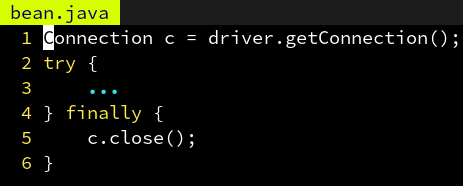 bean.java
1 Connection c = driver.getConnection();
2 try {
3     ...
4 } finally {
5     c.close();
6 }